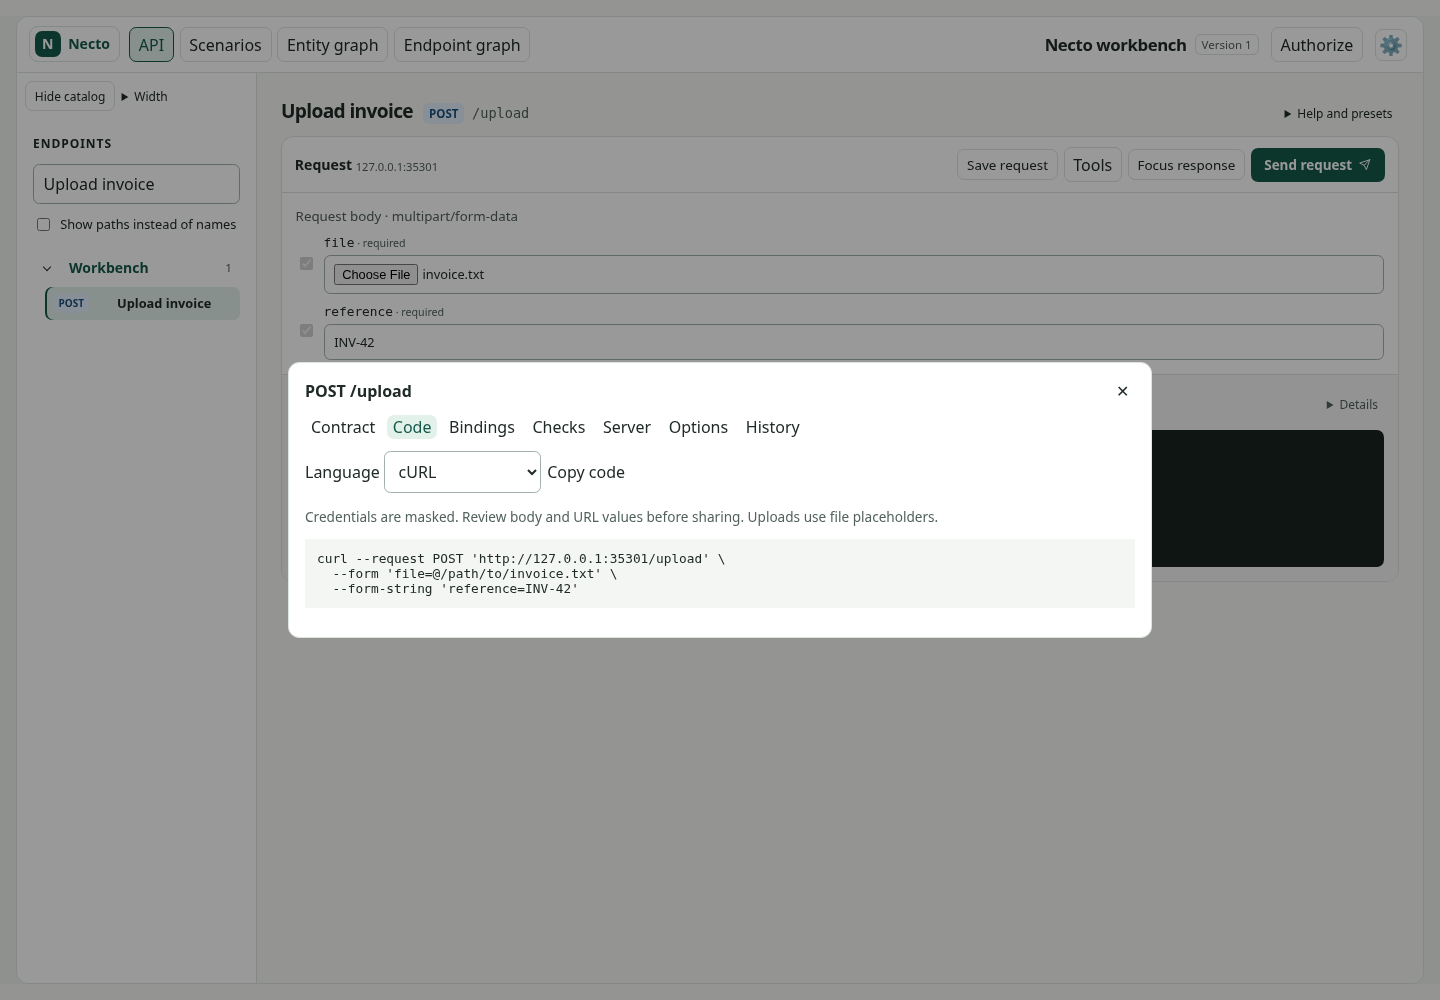 N Necto API Scenarios Entity graph Endpoint graph Necto workbench Version 1 Authorize
Hide catalog Width
Upload invoice POST /upload Help and presets
ENDPOINTS
Upload invoice
Show paths instead of names
Workbench 1
POST Upload invoice
Request 127.0.0.1:35301 Save request Tools Focus response Send request
Request body · multipart/form-data
file · required
Choose File invoice.txt
reference · required
INV-42
Details
POST /upload ✕
Contract Code Bindings Checks Server Options History
Language cURL Copy code
Credentials are masked. Review body and URL values before sharing. Uploads use file placeholders.
curl --request POST 'http://127.0.0.1:35301/upload' \
--form 'file=@/path/to/invoice.txt' \
--form-string 'reference=INV-42'